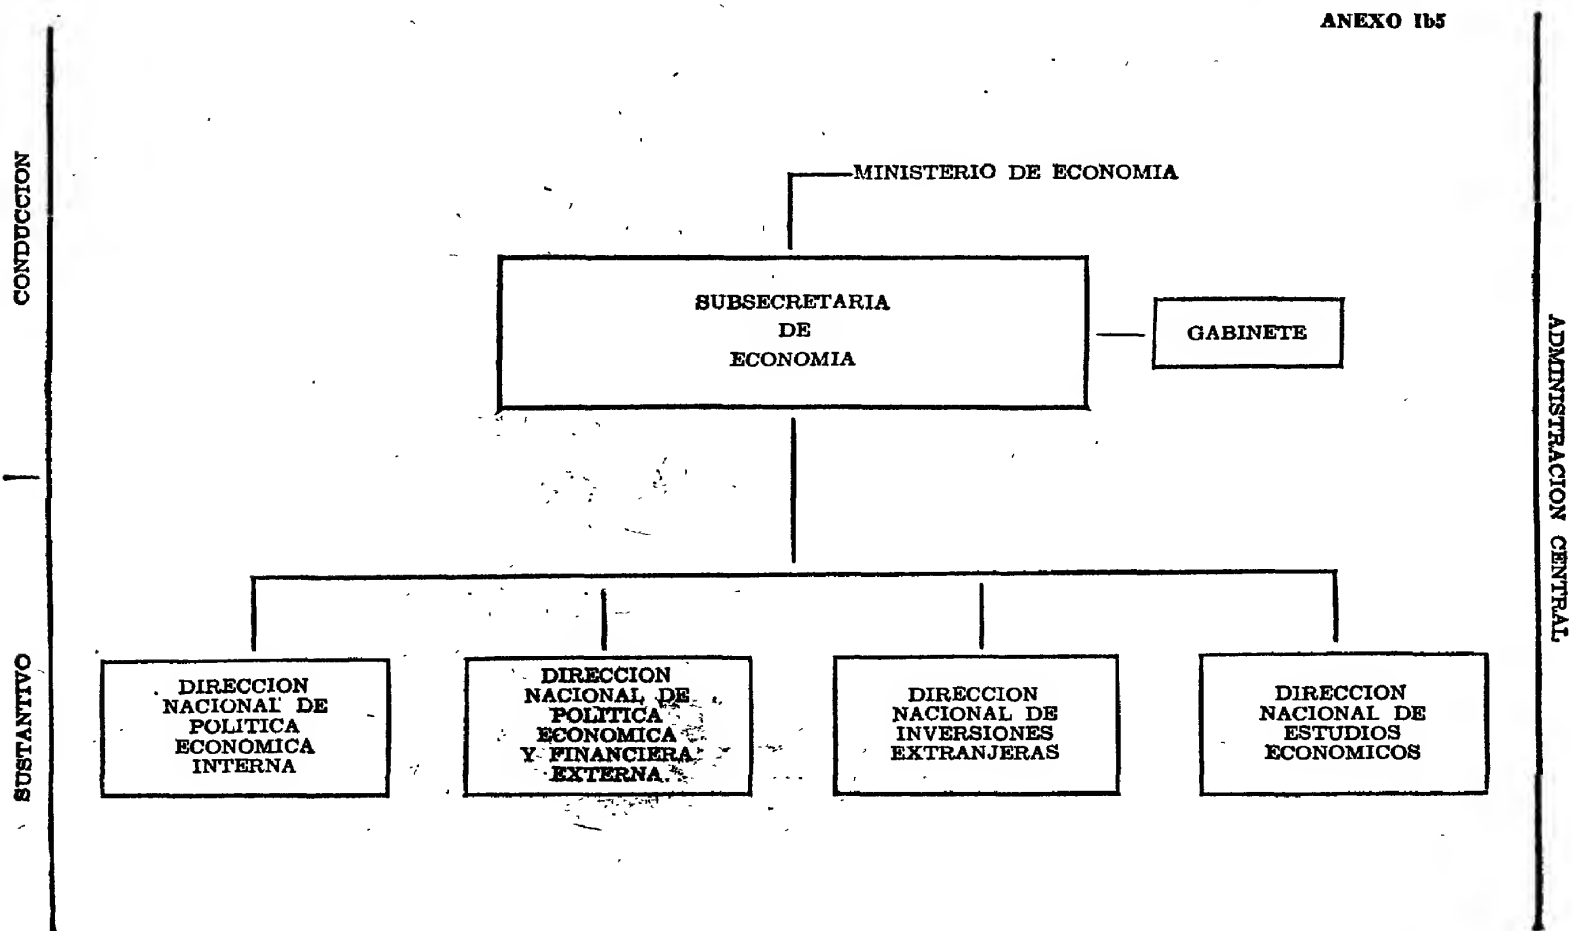 ANEXO Ib5
CONDUCCION
MINISTERIO DE ECONOMIA
SUBSECRETARIA
DE
ECONOMIA
GABINETE
ADMINISTRACION CENTRAL
SUSTANTIVO
DIRECCION
NACIONAL DE
POLITICA
ECONOMICA
INTERNA
DIRECCION
NACIONAL DE
POLITICA
ECONOMICA
Y FINANCIERA
EXTERNA
DIRECCION
NACIONAL DE
INVERSIONES
EXTRANJERAS
DIRECCION
NACIONAL DE
ESTUDIOS
ECONOMICOS